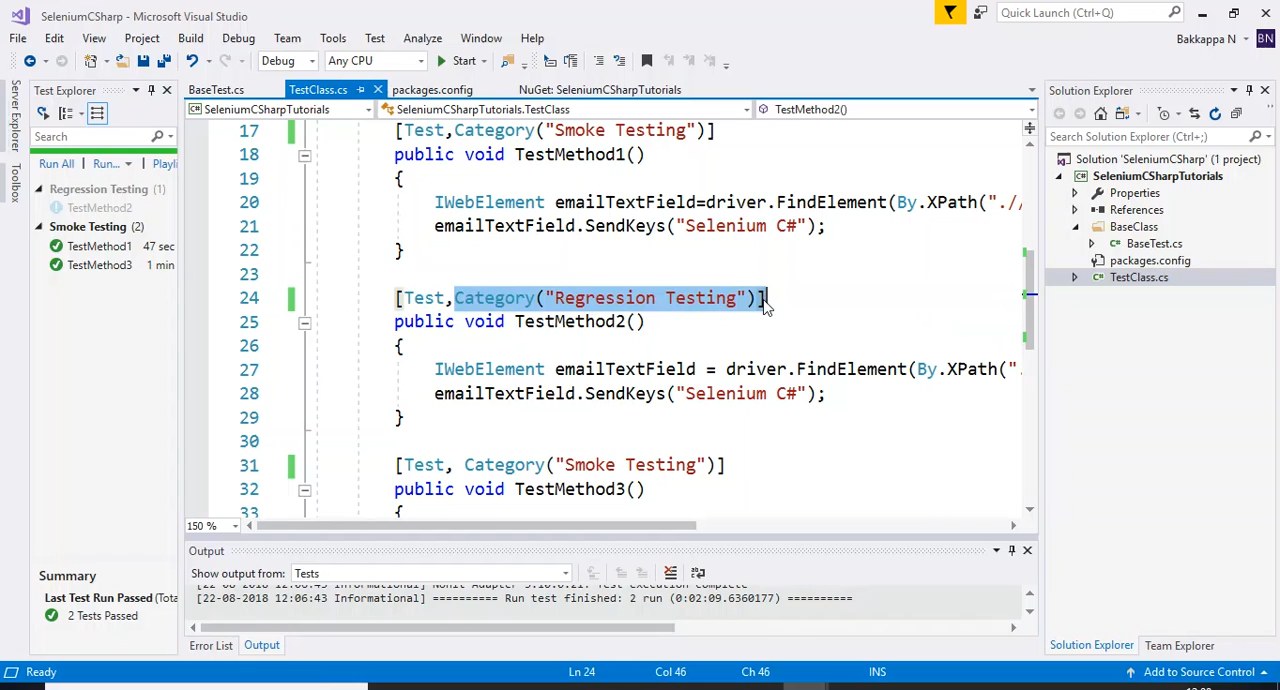 SeleniumCSharp - Microsoft Visual Studio
Quick Launch (Ctrl+Q)
File Edit View Project Build Debug Team Tools Test Analyze Window Help
Bakkappa N BN
Debug Any CPU Start
Server Explorer
Toolbox
Test Explorer
Search
Run All Run... Playli
Regression Testing (1)
TestMethod2
Smoke Testing (2)
TestMethod1 47 sec
TestMethod3 1 min
Summary
Last Test Run Passed (Tota
2 Tests Passed
BaseTest.cs TestClass.cs packages.config NuGet: SeleniumCSharpTutorials
SeleniumCSharpTutorials SeleniumCSharpTutorials.TestClass TestMethod2()
17 [Test,Category("Smoke Testing")]
18 public void TestMethod1()
19 {
20 IWebElement emailTextField=driver.FindElement(By.XPath(".//
21 emailTextField.SendKeys("Selenium C#");
22 }
23
24 [Test,Category("Regression Testing")]
25 public void TestMethod2()
26 {
27 IWebElement emailTextField = driver.FindElement(By.XPath(".
28 emailTextField.SendKeys("Selenium C#");
29 }
30
31 [Test, Category("Smoke Testing")]
32 public void TestMethod3()
33 {
150 %
Output
Show output from: Tests
[22-08-2018 12:06:43 Informational] ========== Run test finished: 2 run (0:02:09.6360177) ==========
Error List Output
Solution Explorer
Search Solution Explorer (Ctrl+;)
Solution 'SeleniumCSharp' (1 project)
SeleniumCSharpTutorials
Properties
References
BaseClass
BaseTest.cs
packages.config
TestClass.cs
Solution Explorer Team Explorer
Ready Ln 24 Col 46 Ch 46 INS Add to Source Control